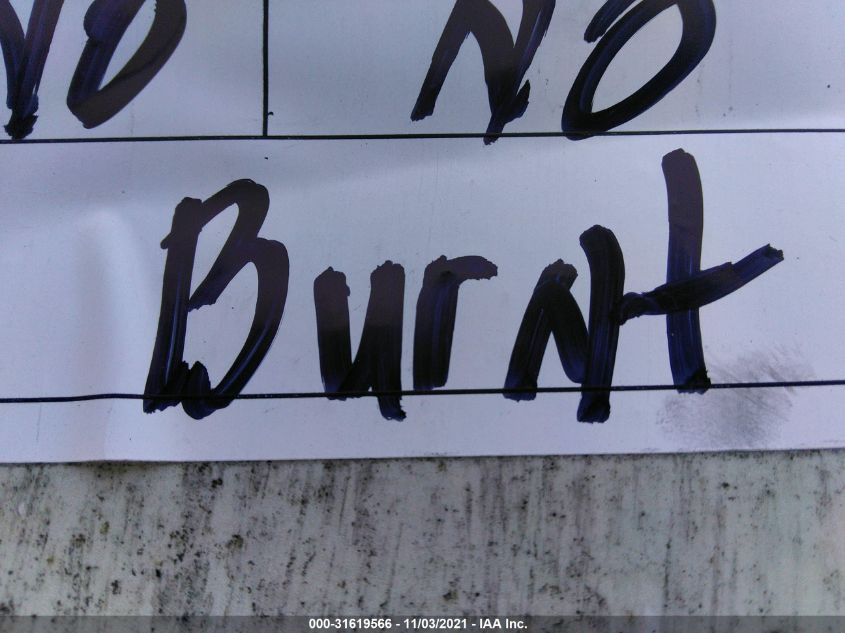 NO NO
Burnt
000-31619566 - 11/03/2021 - IAA Inc.